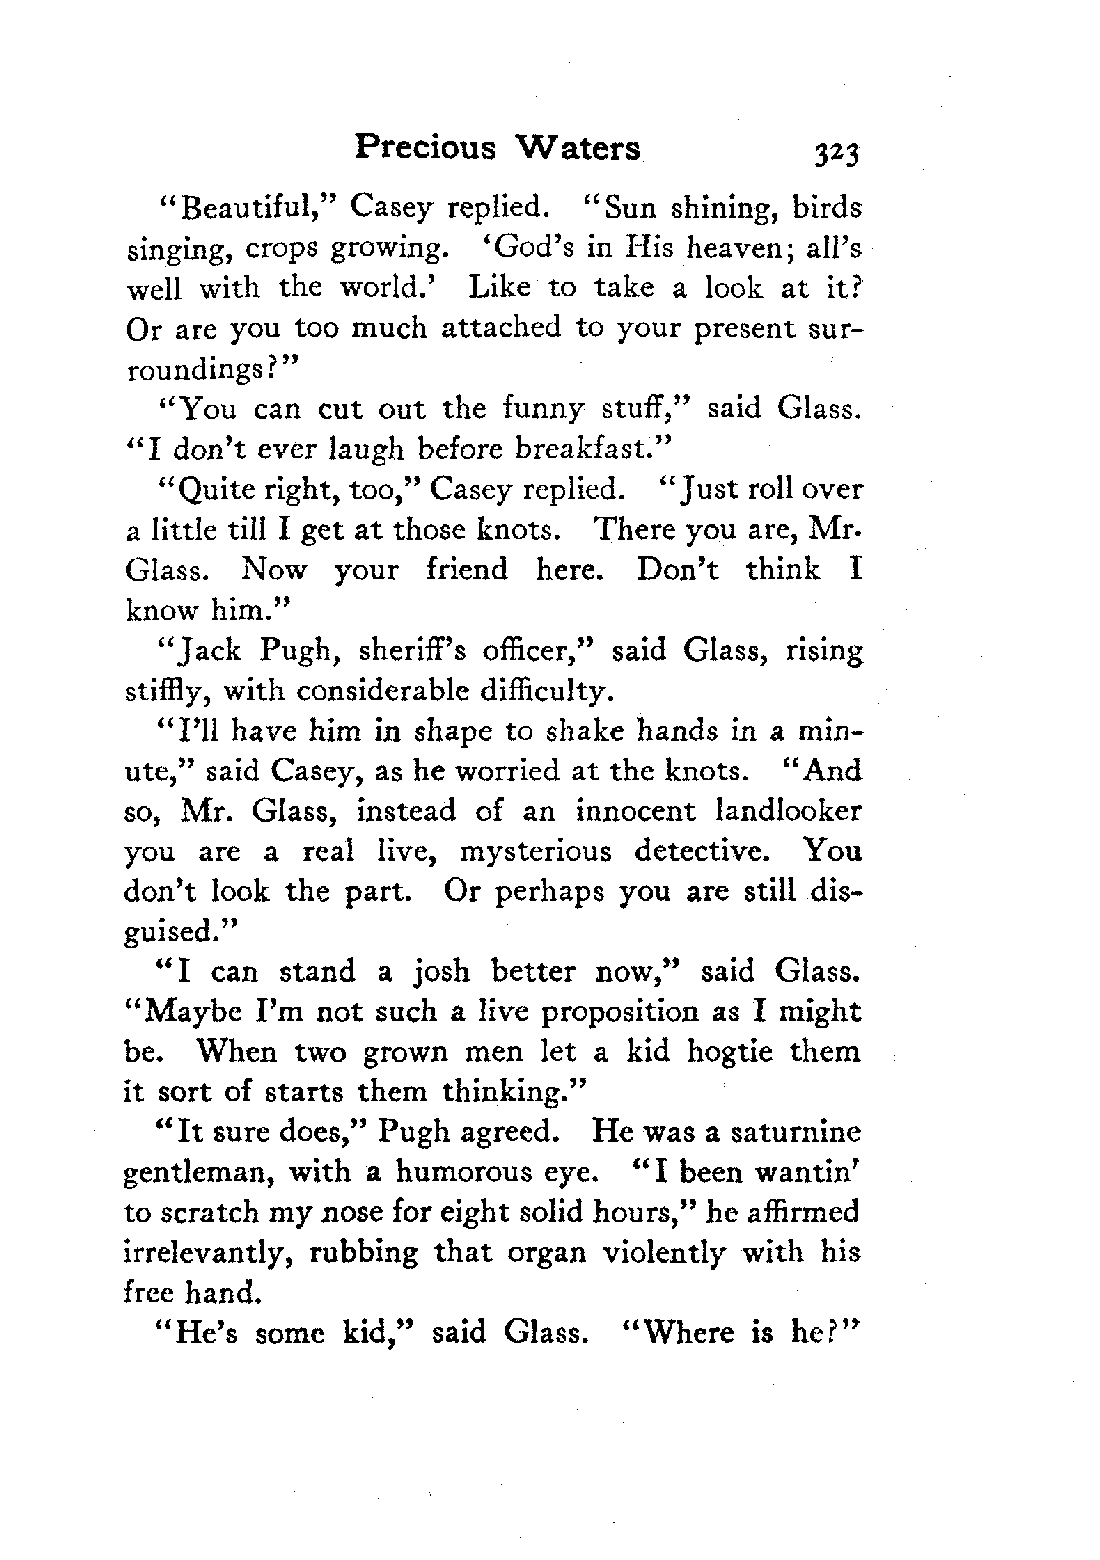 Precious Waters 323
"Beautiful," Casey replied. "Sun shining, birds
singing, crops growing. 'God's in His heaven; all's
well with the world.' Like to take a look at it?
Or are you too much attached to your present sur-
roundings?"
"You can cut out the funny stuff," said Glass.
"I don't ever laugh before breakfast."
"Quite right, too," Casey replied. "Just roll over
a little till I get at those knots. There you are, Mr.
Glass. Now your friend here. Don't think I
know him."
"Jack Pugh, sheriff's officer," said Glass, rising
stiffly, with considerable difficulty.
"I'll have him in shape to shake hands in a min-
ute," said Casey, as he worried at the knots. "And
so, Mr. Glass, instead of an innocent landlooker
you are a real live, mysterious detective. You
don't look the part. Or perhaps you are still dis-
guised."
"I can stand a josh better now," said Glass.
"Maybe I'm not such a live proposition as I might
be. When two grown men let a kid hogtie them
it sort of starts them thinking."
"It sure does," Pugh agreed. He was a saturnine
gentleman, with a humorous eye. "I been wantin'
to scratch my nose for eight solid hours," he affirmed
irrelevantly, rubbing that organ violently with his
free hand.
"He's some kid," said Glass. "Where is he?"